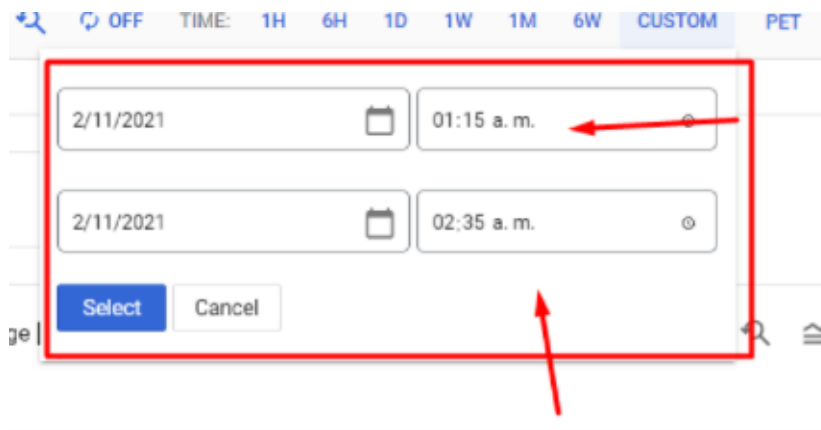 OFF TIME: 1H 6H 1D 1W 1M 6W CUSTOM PET
2/11/2021 01:15 a. m.
2/11/2021 02:35 a. m.
Select Cancel